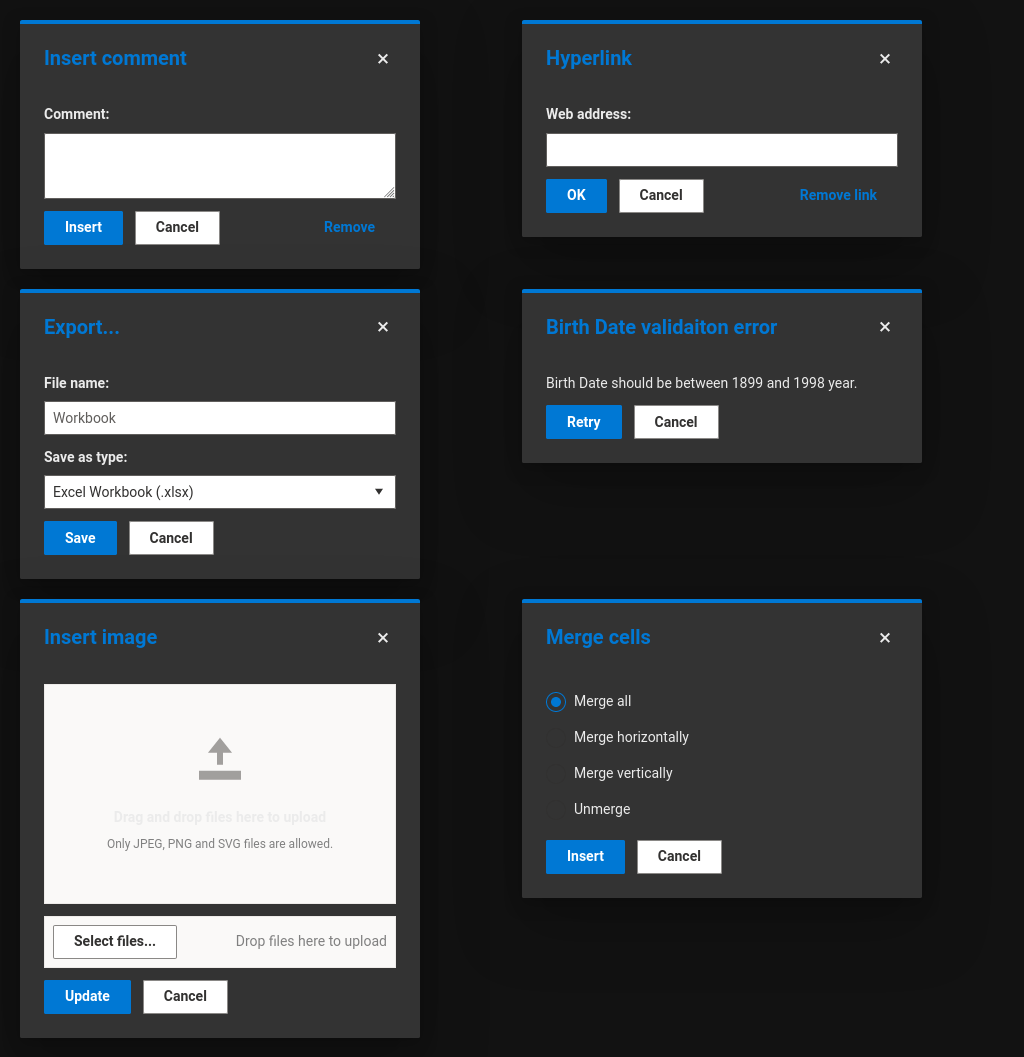 Insert comment
Comment:
Insert
Cancel
Remove
Hyperlink
Web address:
OK
Cancel
Remove link
Export...
File name:
Workbook
Save as type:
Excel Workbook (.xlsx)
Save
Cancel
Birth Date validaiton error
Birth Date should be between 1899 and 1998 year.
Retry
Cancel
Insert image
Drag and drop files here to upload
Only JPEG, PNG and SVG files are allowed.
Select files...
Drop files here to upload
Update
Cancel
Merge cells
Merge all
Merge horizontally
Merge vertically
Unmerge
Insert
Cancel